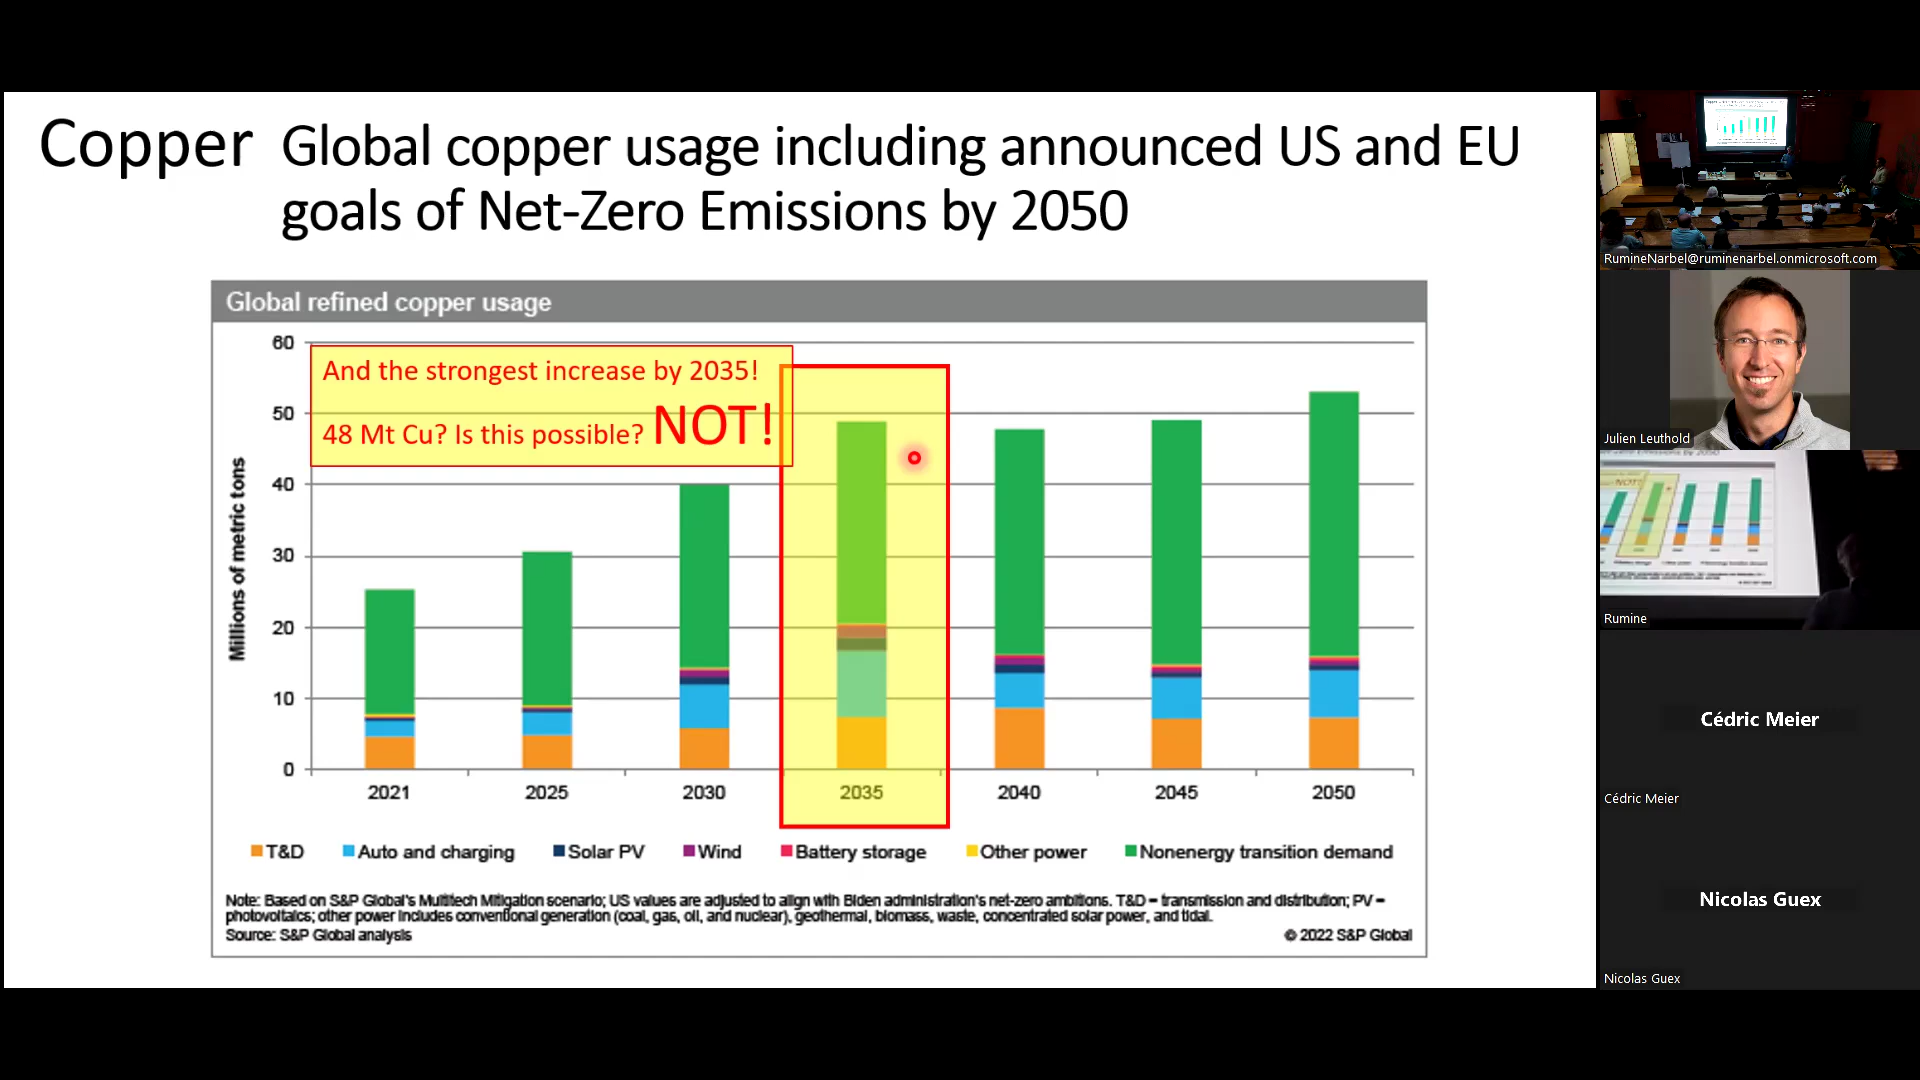 Copper
Global copper usage including announced US and EU
goals of Net-Zero Emissions by 2050
Global refined copper usage
And the strongest increase by 2035!
48 Mt Cu? Is this possible? NOT!
Millions of metric tons
60
50
40
30
20
10
0
2021 2025 2030 2035 2040 2045 2050
T&D Auto and charging Solar PV Wind Battery storage Other power Nonenergy transition demand
Note: Based on S&P Global's Multitech Mitigation scenario; US values are adjusted to align with Biden administration's net-zero ambitions. T&D = transmission and distribution; PV =
photovoltaics; other power includes conventional generation (coal, gas, oil, and nuclear), geothermal, biomass, waste, concentrated solar power, and tidal.
Source: S&P Global analysis
© 2022 S&P Global
RumineNarbel@ruminenarbel.onmicrosoft.com
Julien Leuthold
NOT!
Rumine
Cédric Meier
Cédric Meier
Nicolas Guex
Nicolas Guex